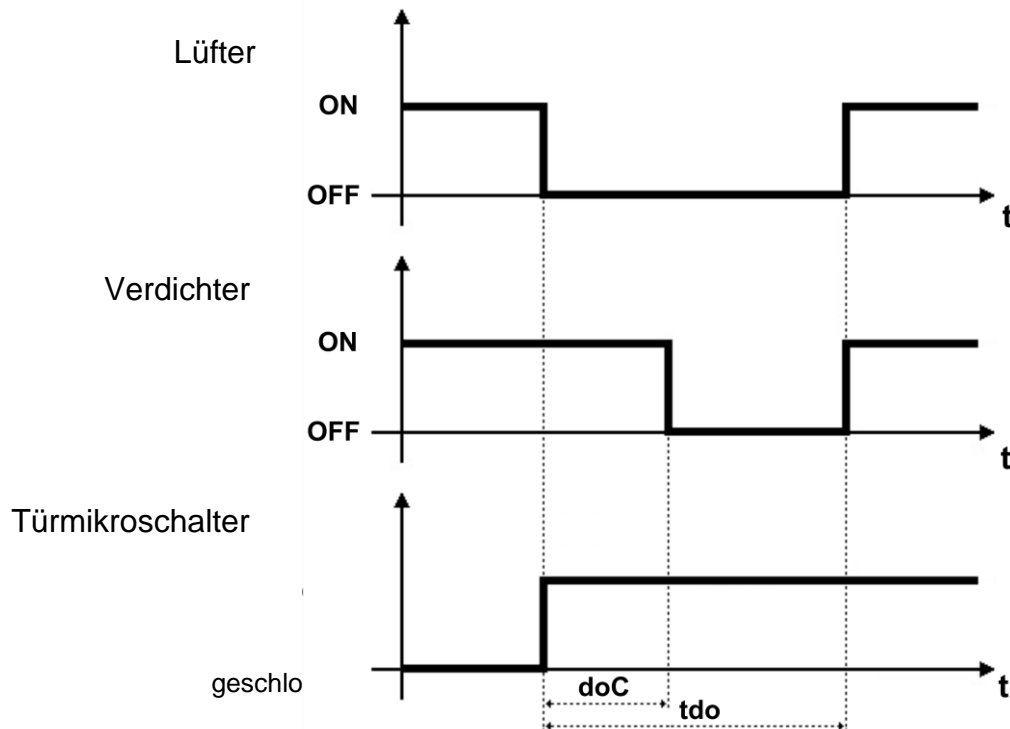 Lüfter
ON
OFF
t
Verdichter
ON
OFF
t
Türmikroschalter
geschlo
t
doC
tdo